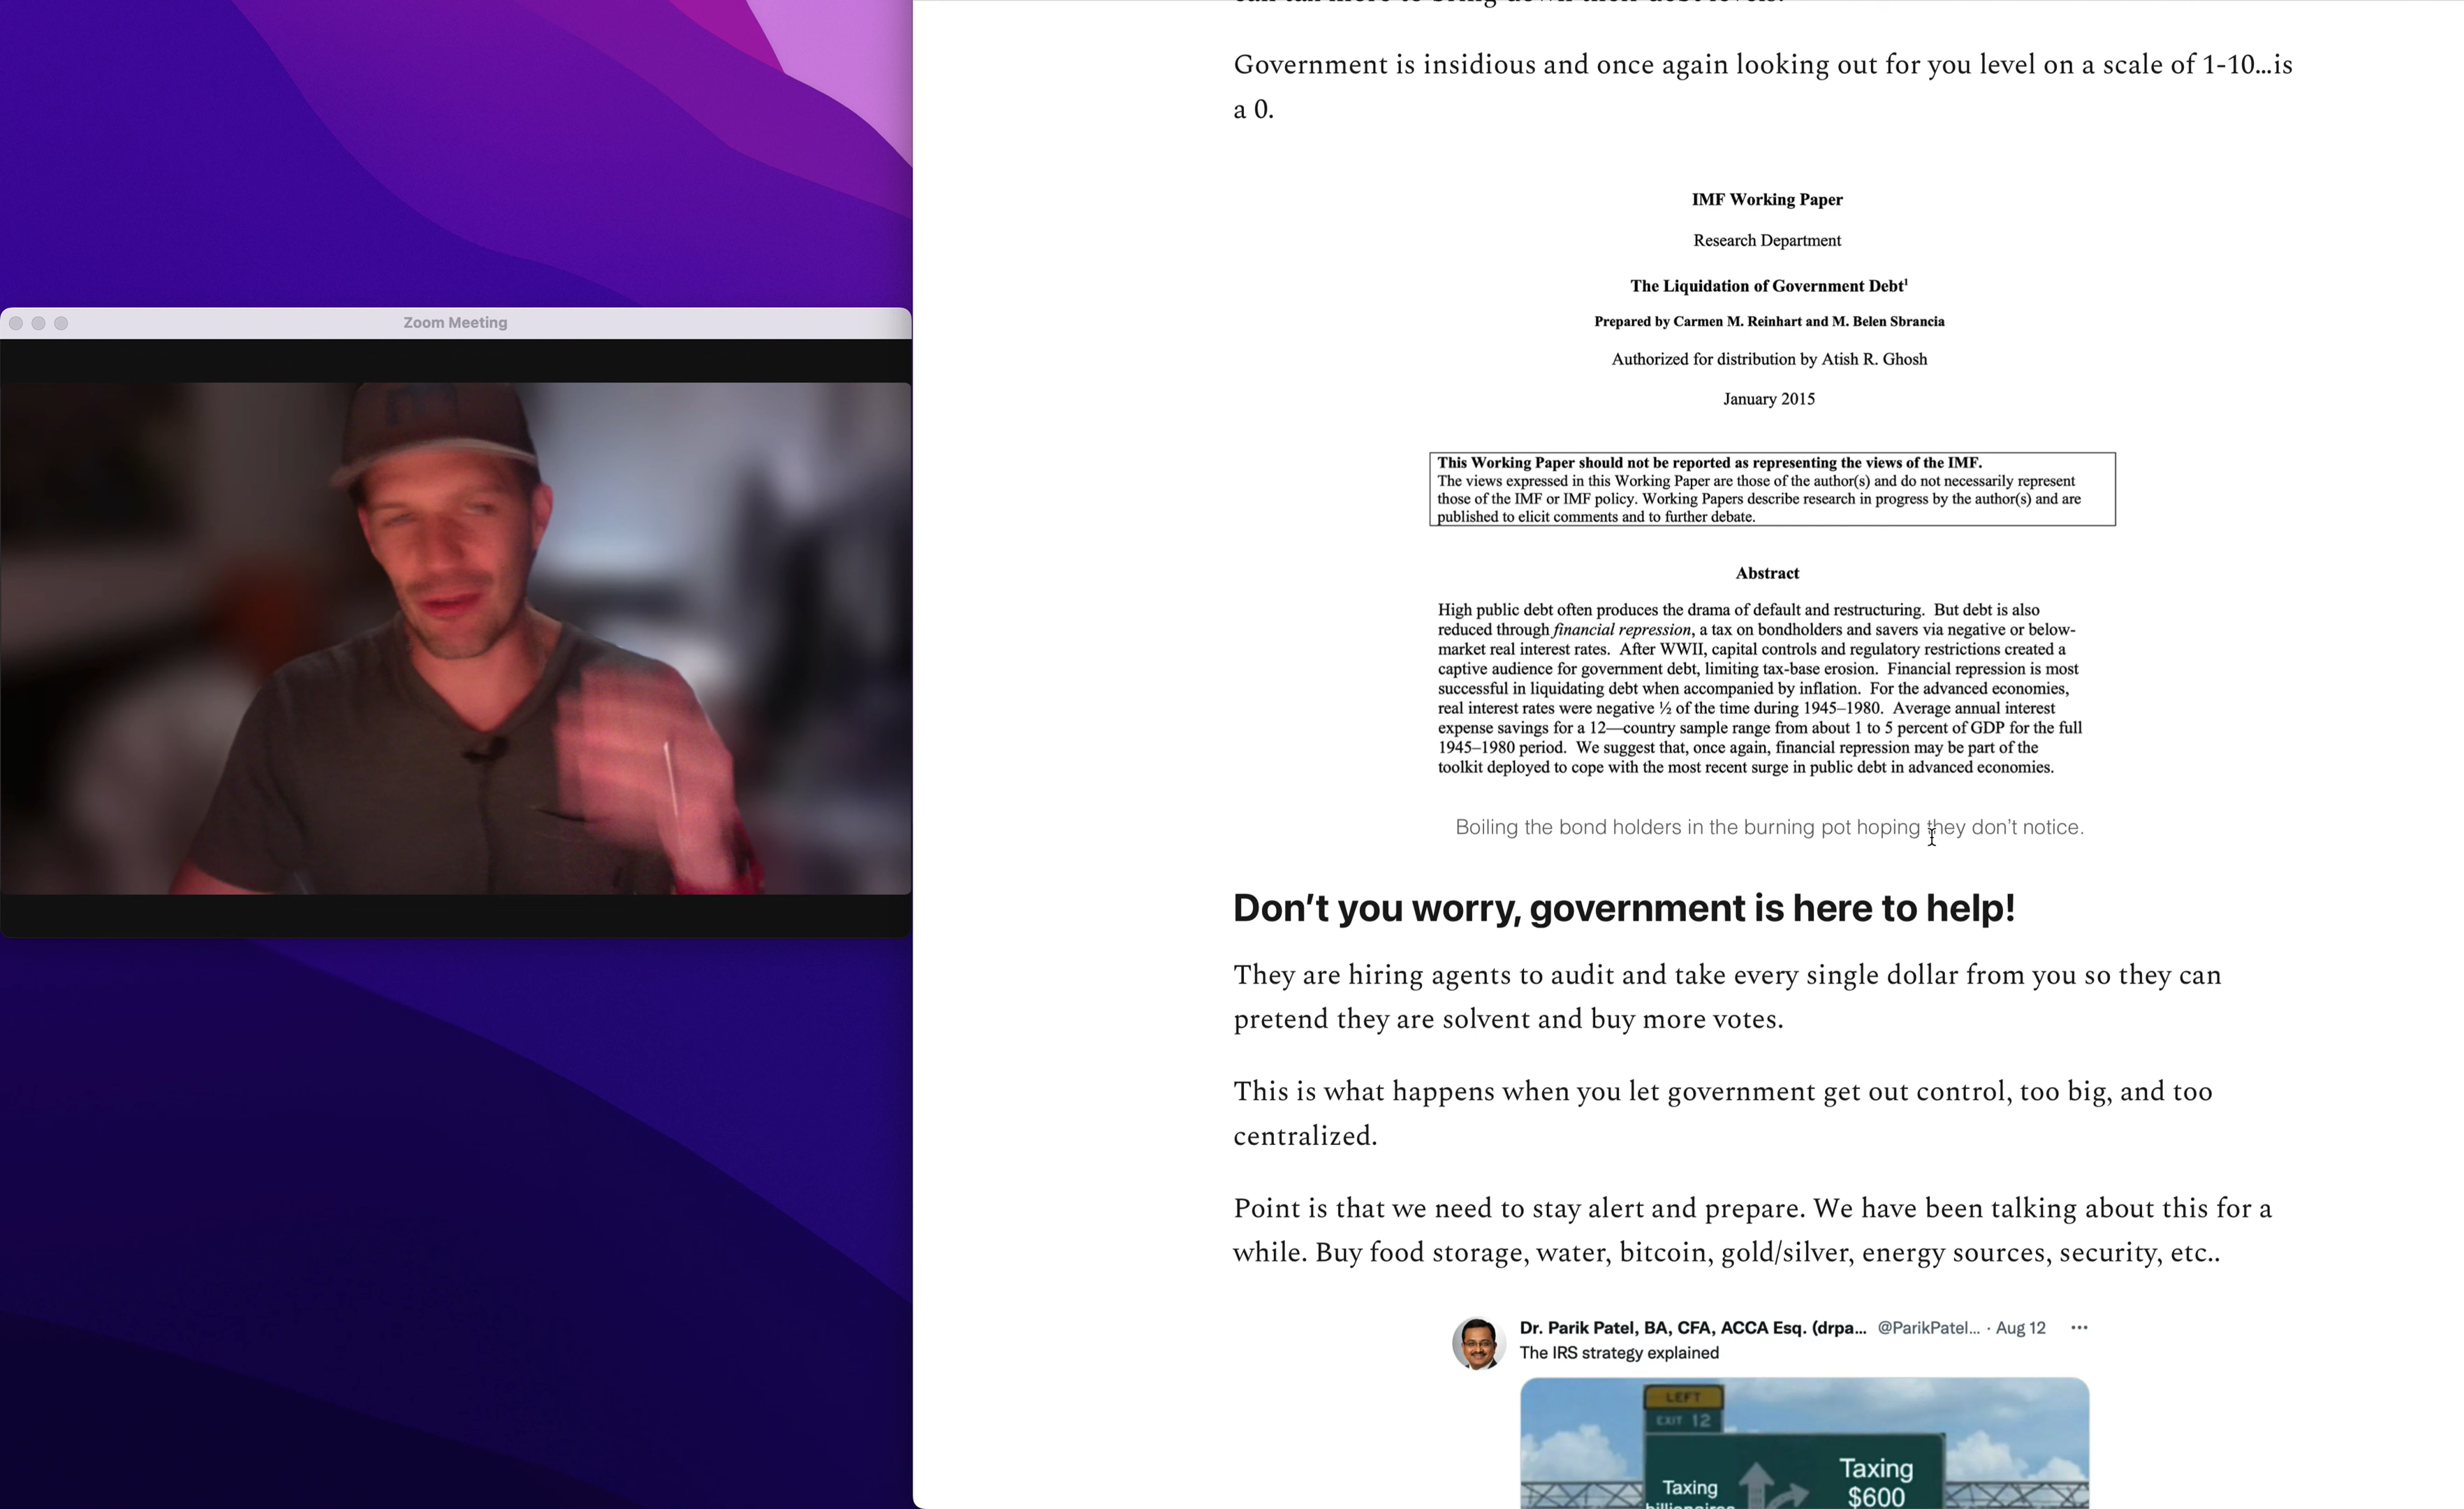 Zoom Meeting
Government is insidious and once again looking out for you level on a scale of 1-10...is
a 0.
IMF Working Paper
Research Department
The Liquidation of Government Debt¹
Prepared by Carmen M. Reinhart and M. Belen Sbrancia
Authorized for distribution by Atish R. Ghosh
January 2015
This Working Paper should not be reported as representing the views of the IMF.
The views expressed in this Working Paper are those of the author(s) and do not necessarily represent
those of the IMF or IMF policy. Working Papers describe research in progress by the author(s) and are
published to elicit comments and to further debate.
Abstract
High public debt often produces the drama of default and restructuring. But debt is also
reduced through financial repression, a tax on bondholders and savers via negative or below-
market real interest rates. After WWII, capital controls and regulatory restrictions created a
captive audience for government debt, limiting tax-base erosion. Financial repression is most
successful in liquidating debt when accompanied by inflation. For the advanced economies,
real interest rates were negative ½ of the time during 1945–1980. Average annual interest
expense savings for a 12—country sample range from about 1 to 5 percent of GDP for the full
1945–1980 period. We suggest that, once again, financial repression may be part of the
toolkit deployed to cope with the most recent surge in public debt in advanced economies.
Boiling the bond holders in the burning pot hoping they don't notice.
Don't you worry, government is here to help!
They are hiring agents to audit and take every single dollar from you so they can
pretend they are solvent and buy more votes.
This is what happens when you let government get out control, too big, and too
centralized.
Point is that we need to stay alert and prepare. We have been talking about this for a
while. Buy food storage, water, bitcoin, gold/silver, energy sources, security, etc..
Dr. Parik Patel, BA, CFA, ACCA Esq. (drpa... @ParikPatel... · Aug 12 ...
The IRS strategy explained
LEFT
EXIT 12
Taxing
Taxing
$600